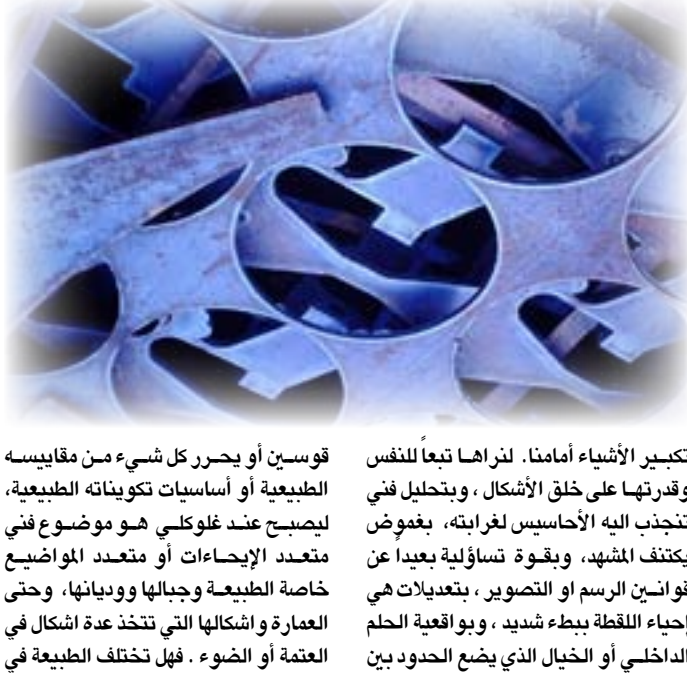 تكبير الأشياء أمامنا. لنراها تبعاً للنفس
وقدرتها على خلق الأشكال ، وبتحليل فني
تنجذب اليه الأحاسيس لغرابته، بغموض
يكتنف المشهد، وبقوة تساؤلية بعيداً عن
قوانين الرسم او التصوير ، بتعديلات هي
إحياء اللقطة ببطء شديد ، وبواقعية الحلم
الداخلي أو الخيال الذي يضع الحدود بين
قوسين أو يحرر كل شيء من مقاييسه
الطبيعية أو أساسيات تكويناته الطبيعية،
ليصبح عند غلوكلي هو موضوع فني
متعدد الإيحاءات أو متعدد المواضيع
خاصة الطبيعة وجبالها ووديانها، وحتى
العمارة واشكالها التي تتخذ عدة اشكال في
العتمة أو الضوء . فهل تختلف الطبيعة في